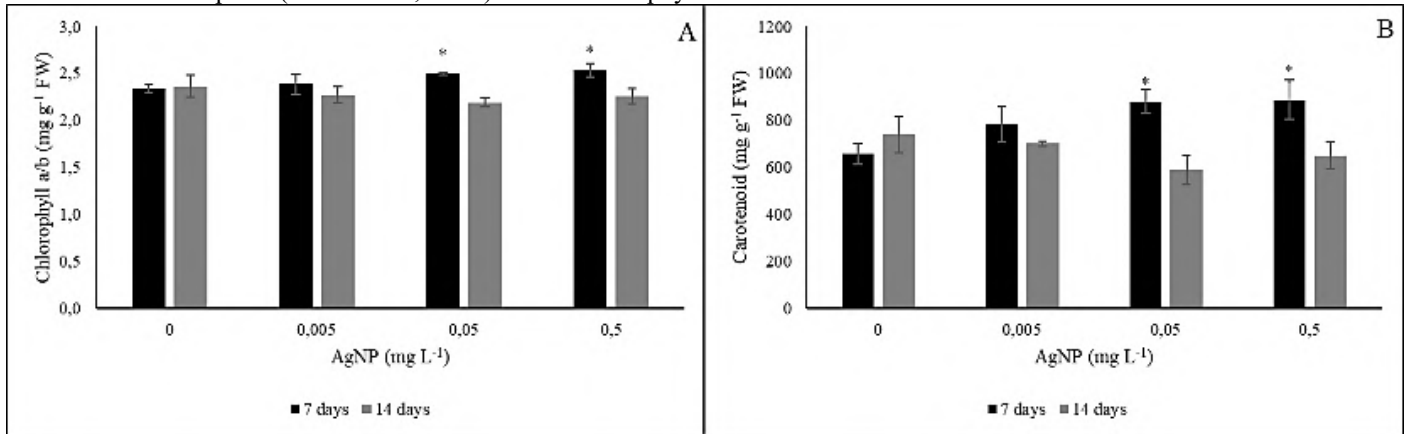 A
Chlorophyll a/b (mg g-1 FW)
3,0
2,5
2,0
1,5
1,0
0,5
0,0
* *
0 0,005 0,05 0,5
AgNP (mg L-1)
7 days 14 days
B
Carotenoid (mg g-1 FW)
1200
1000
800
600
400
200
0
* *
0 0,005 0,05 0,5
AgNP (mg L-1)
7 days 14 days